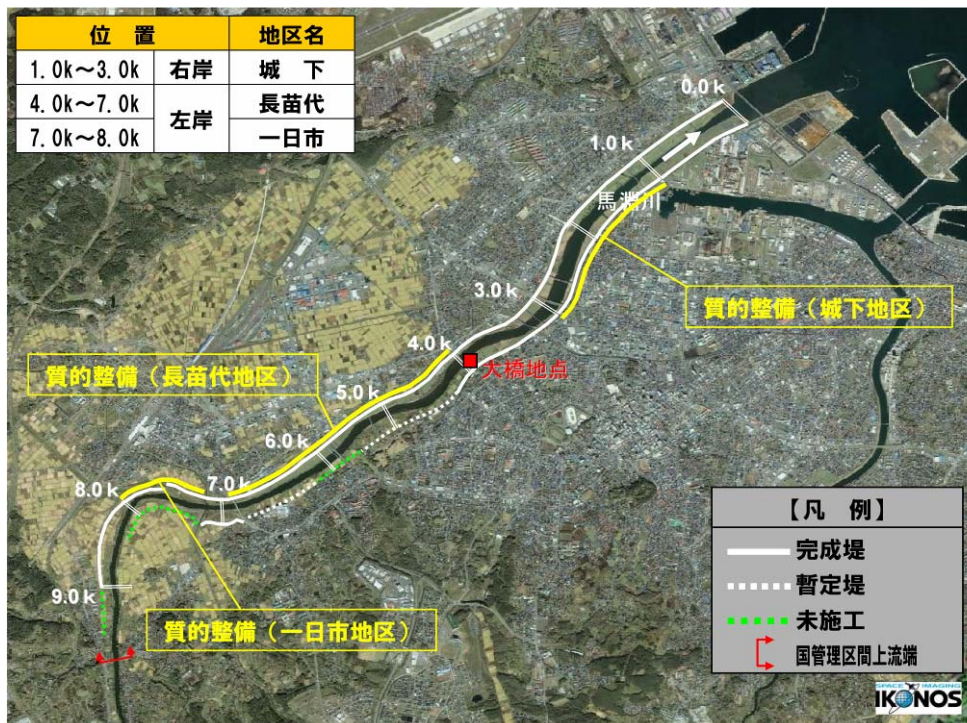 位 置 地区名
1.0k～3.0k 右岸 城 下
4.0k～7.0k 左岸 長苗代
7.0k～8.0k 一日市
0.0k
1.0k
馬淵川
3.0k
質的整備（城下地区）
4.0k
大橋地点
質的整備（長苗代地区）
5.0k
6.0k
7.0k
8.0k
9.0k
質的整備（一日市地区）
【凡 例】
完成堤
暫定堤
未施工
国管理区間上流端
SPACE IMAGING
IKONOS